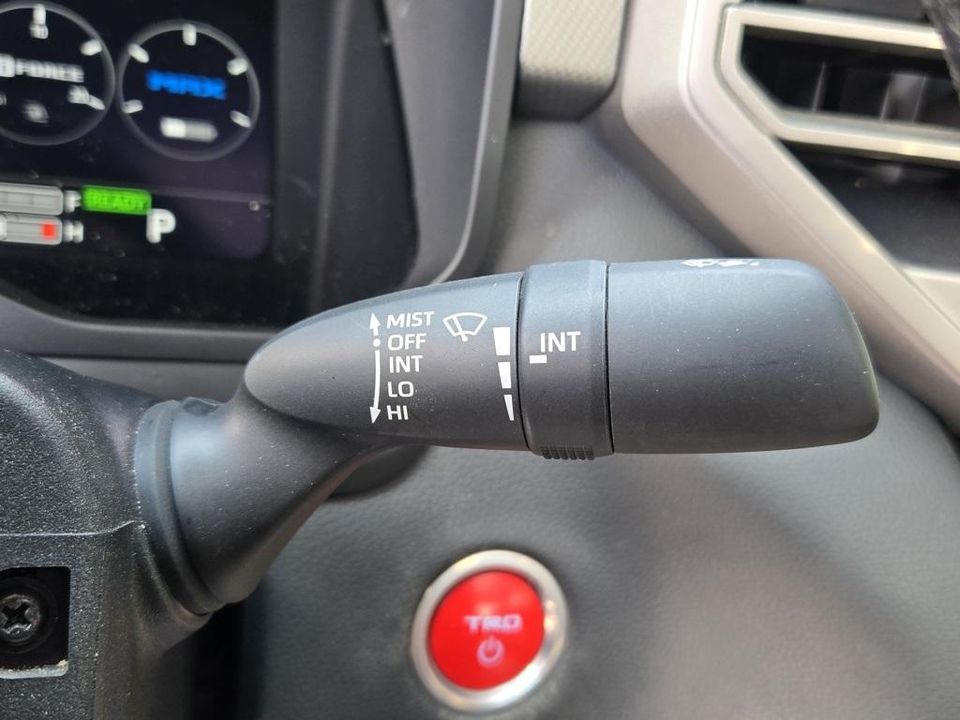 FORCE
MAX
F
READY
P
H
MIST
OFF
INT
LO
HI
INT
TRD